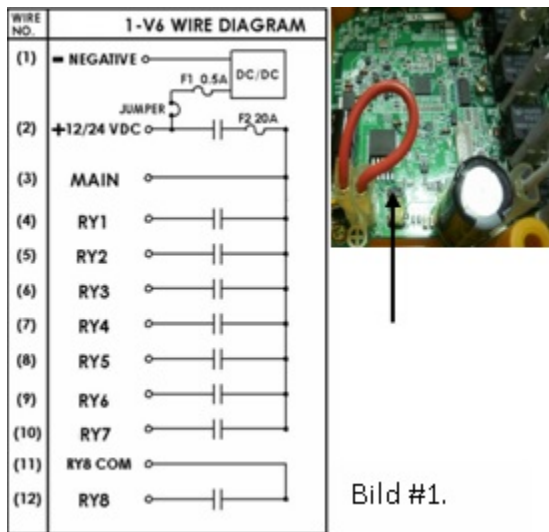 WIRE NO. 1-V6 WIRE DIAGRAM
(1) - NEGATIVE DC/DC
F1 0.5A
JUMPER
(2) +12/24 VDC F2 20A
(3) MAIN
(4) RY1
(5) RY2
(6) RY3
(7) RY4
(8) RY5
(9) RY6
(10) RY7
(11) RY8 COM
(12) RY8
Bild #1.